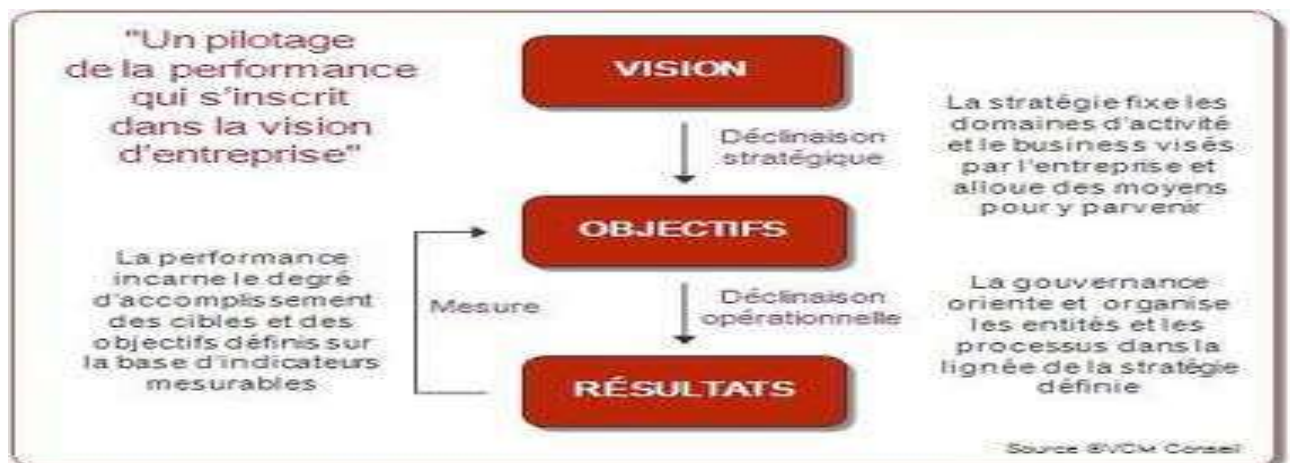 "Un pilotage
de la performance
qui s'inscrit
dans la vision
d'entreprise"
VISION
Déclinaison
stratégique
La stratégie fixe les
domaines d'activité
et le business visés
par l'entreprise et
alloue des moyens
pour y parvenir
OBJECTIFS
La performance
incarne le degré
d'accomplissement
des cibles et des
objectifs définis sur
la base d'indicateurs
mesurables
Mesure
Déclinaison
opérationnelle
La gouvernance
oriente et organise
les entités et les
processus dans la
lignée de la stratégie
définie
RÉSULTATS
Source ©VCM Conseil